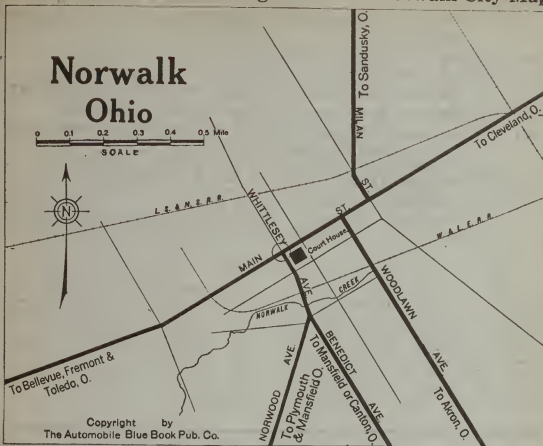 Norwalk
Ohio
0 0.1 0.2 0.3 0.4 0.5 Mile
SCALE
N
To Sandusky, O.
MILAN
ST.
To Cleveland, O.
L.S. & M.S. R.R.
WHITTLESEY
AVE.
MAIN
ST.
Court House
W. & L.E. R.R.
NORWALK
CREEK
WOODLAWN
AVE.
To Akron, O.
BENEDICT
AVE.
To Mansfield or Canton, O.
NORWOOD
AVE.
To Plymouth
& Mansfield O.
To Bellevue, Fremont &
Toledo, O.
Copyright by
The Automobile Blue Book Pub. Co.